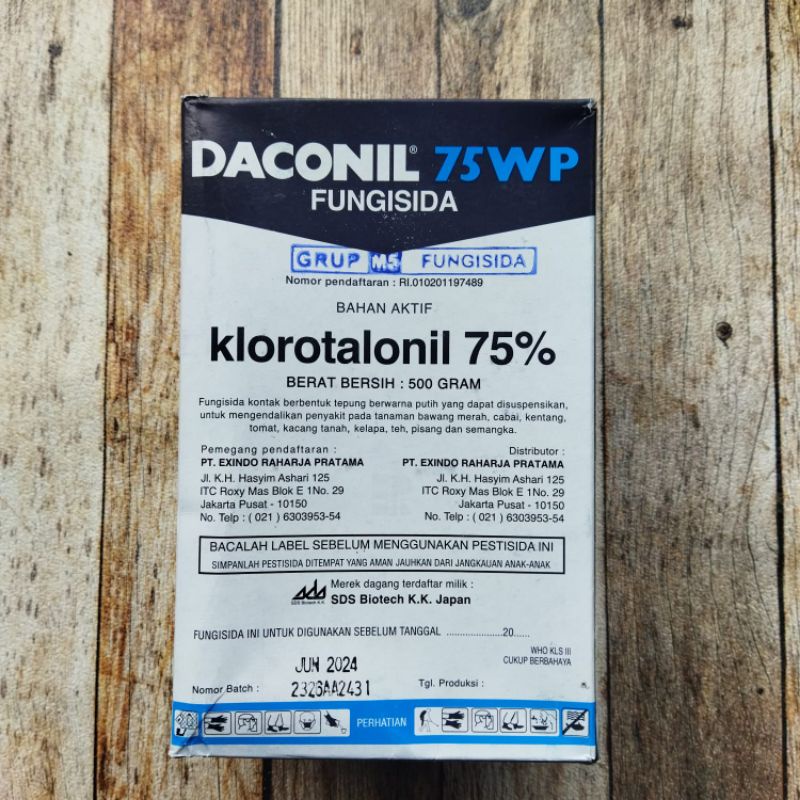 DACONIL® 75WP
FUNGISIDA
GRUP M5 FUNGISIDA
Nomor pendaftaran : RI.010201197489
BAHAN AKTIF
klorotalonil 75%
BERAT BERSIH : 500 GRAM
Fungisida kontak berbentuk tepung berwarna putih yang dapat disuspensikan,
untuk mengendalikan penyakit pada tanaman bawang merah, cabai, kentang,
tomat, kacang tanah, kelapa, teh, pisang dan semangka.
Pemegang pendaftaran :
PT. EXINDO RAHARJA PRATAMA
Jl. K.H. Hasyim Ashari 125
ITC Roxy Mas Blok E 1No. 29
Jakarta Pusat - 10150
No. Telp : ( 021 ) 6303953-54
Distributor :
PT. EXINDO RAHARJA PRATAMA
Jl. K.H. Hasyim Ashari 125
ITC Roxy Mas Blok E 1No. 29
Jakarta Pusat - 10150
No. Telp : ( 021 ) 6303953-54
BACALAH LABEL SEBELUM MENGGUNAKAN PESTISIDA INI
SIMPANLAH PESTISIDA DITEMPAT YANG AMAN JAUHKAN DARI JANGKAUAN ANAK-ANAK
SDS Biotech K.K.
Merek dagang terdaftar milik :
SDS Biotech K.K. Japan
FUNGISIDA INI UNTUK DIGUNAKAN SEBELUM TANGGAL .....................20......
WHO KLS III
CUKUP BERBAHAYA
JUN 2024
Nomor Batch : 2326AA2431
Tgl. Produksi :
PERHATIAN